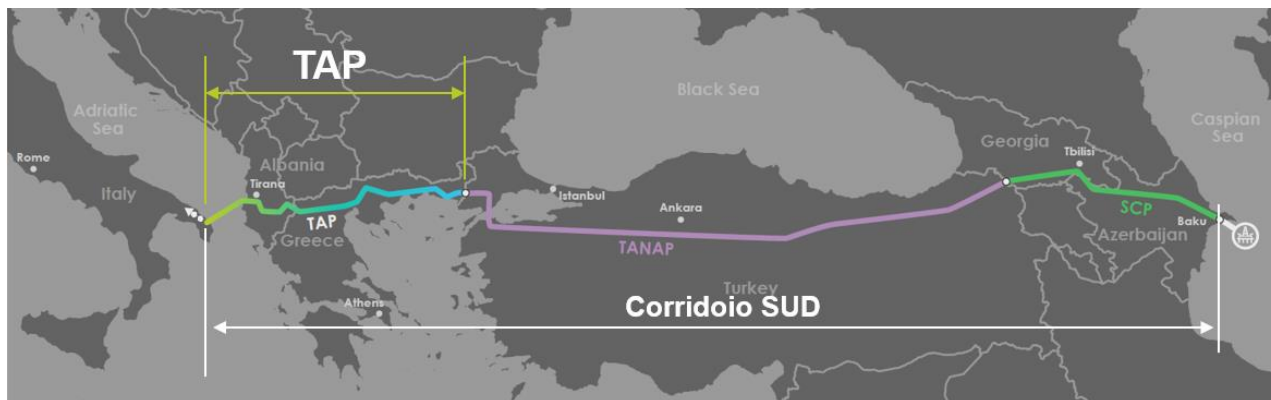 TAP
Black Sea
Adriatic
Sea
Caspian
Sea
Georgia
Tbilisi
Rome
Albania
Tirana
Italy
Istanbul
Ankara
TAP
SCP
Baku
Greece
TANAP
Azerbaijan
Turkey
Athens
Corridoio SUD